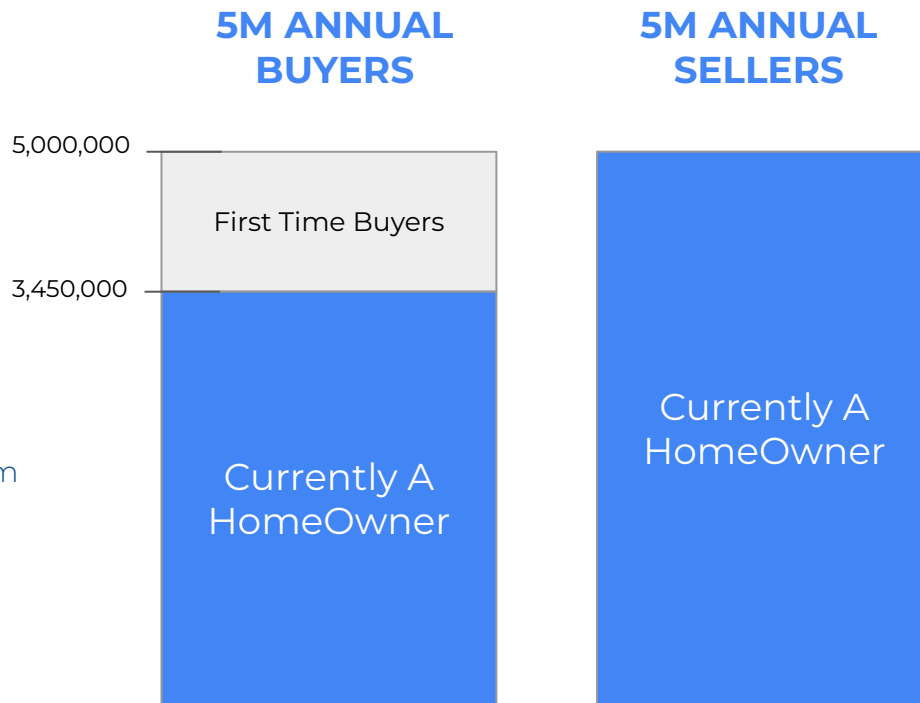 5M ANNUAL
BUYERS
5M ANNUAL
SELLERS
5,000,000
First Time Buyers
3,450,000
Currently A
HomeOwner
Currently A
HomeOwner
m